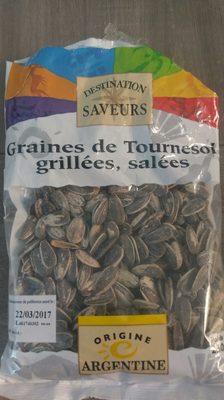 DESTINATION
SAVEURS
Graines de Tournesol
grillées, salées
22/03/2017
ORIGINE
ARGENTINE